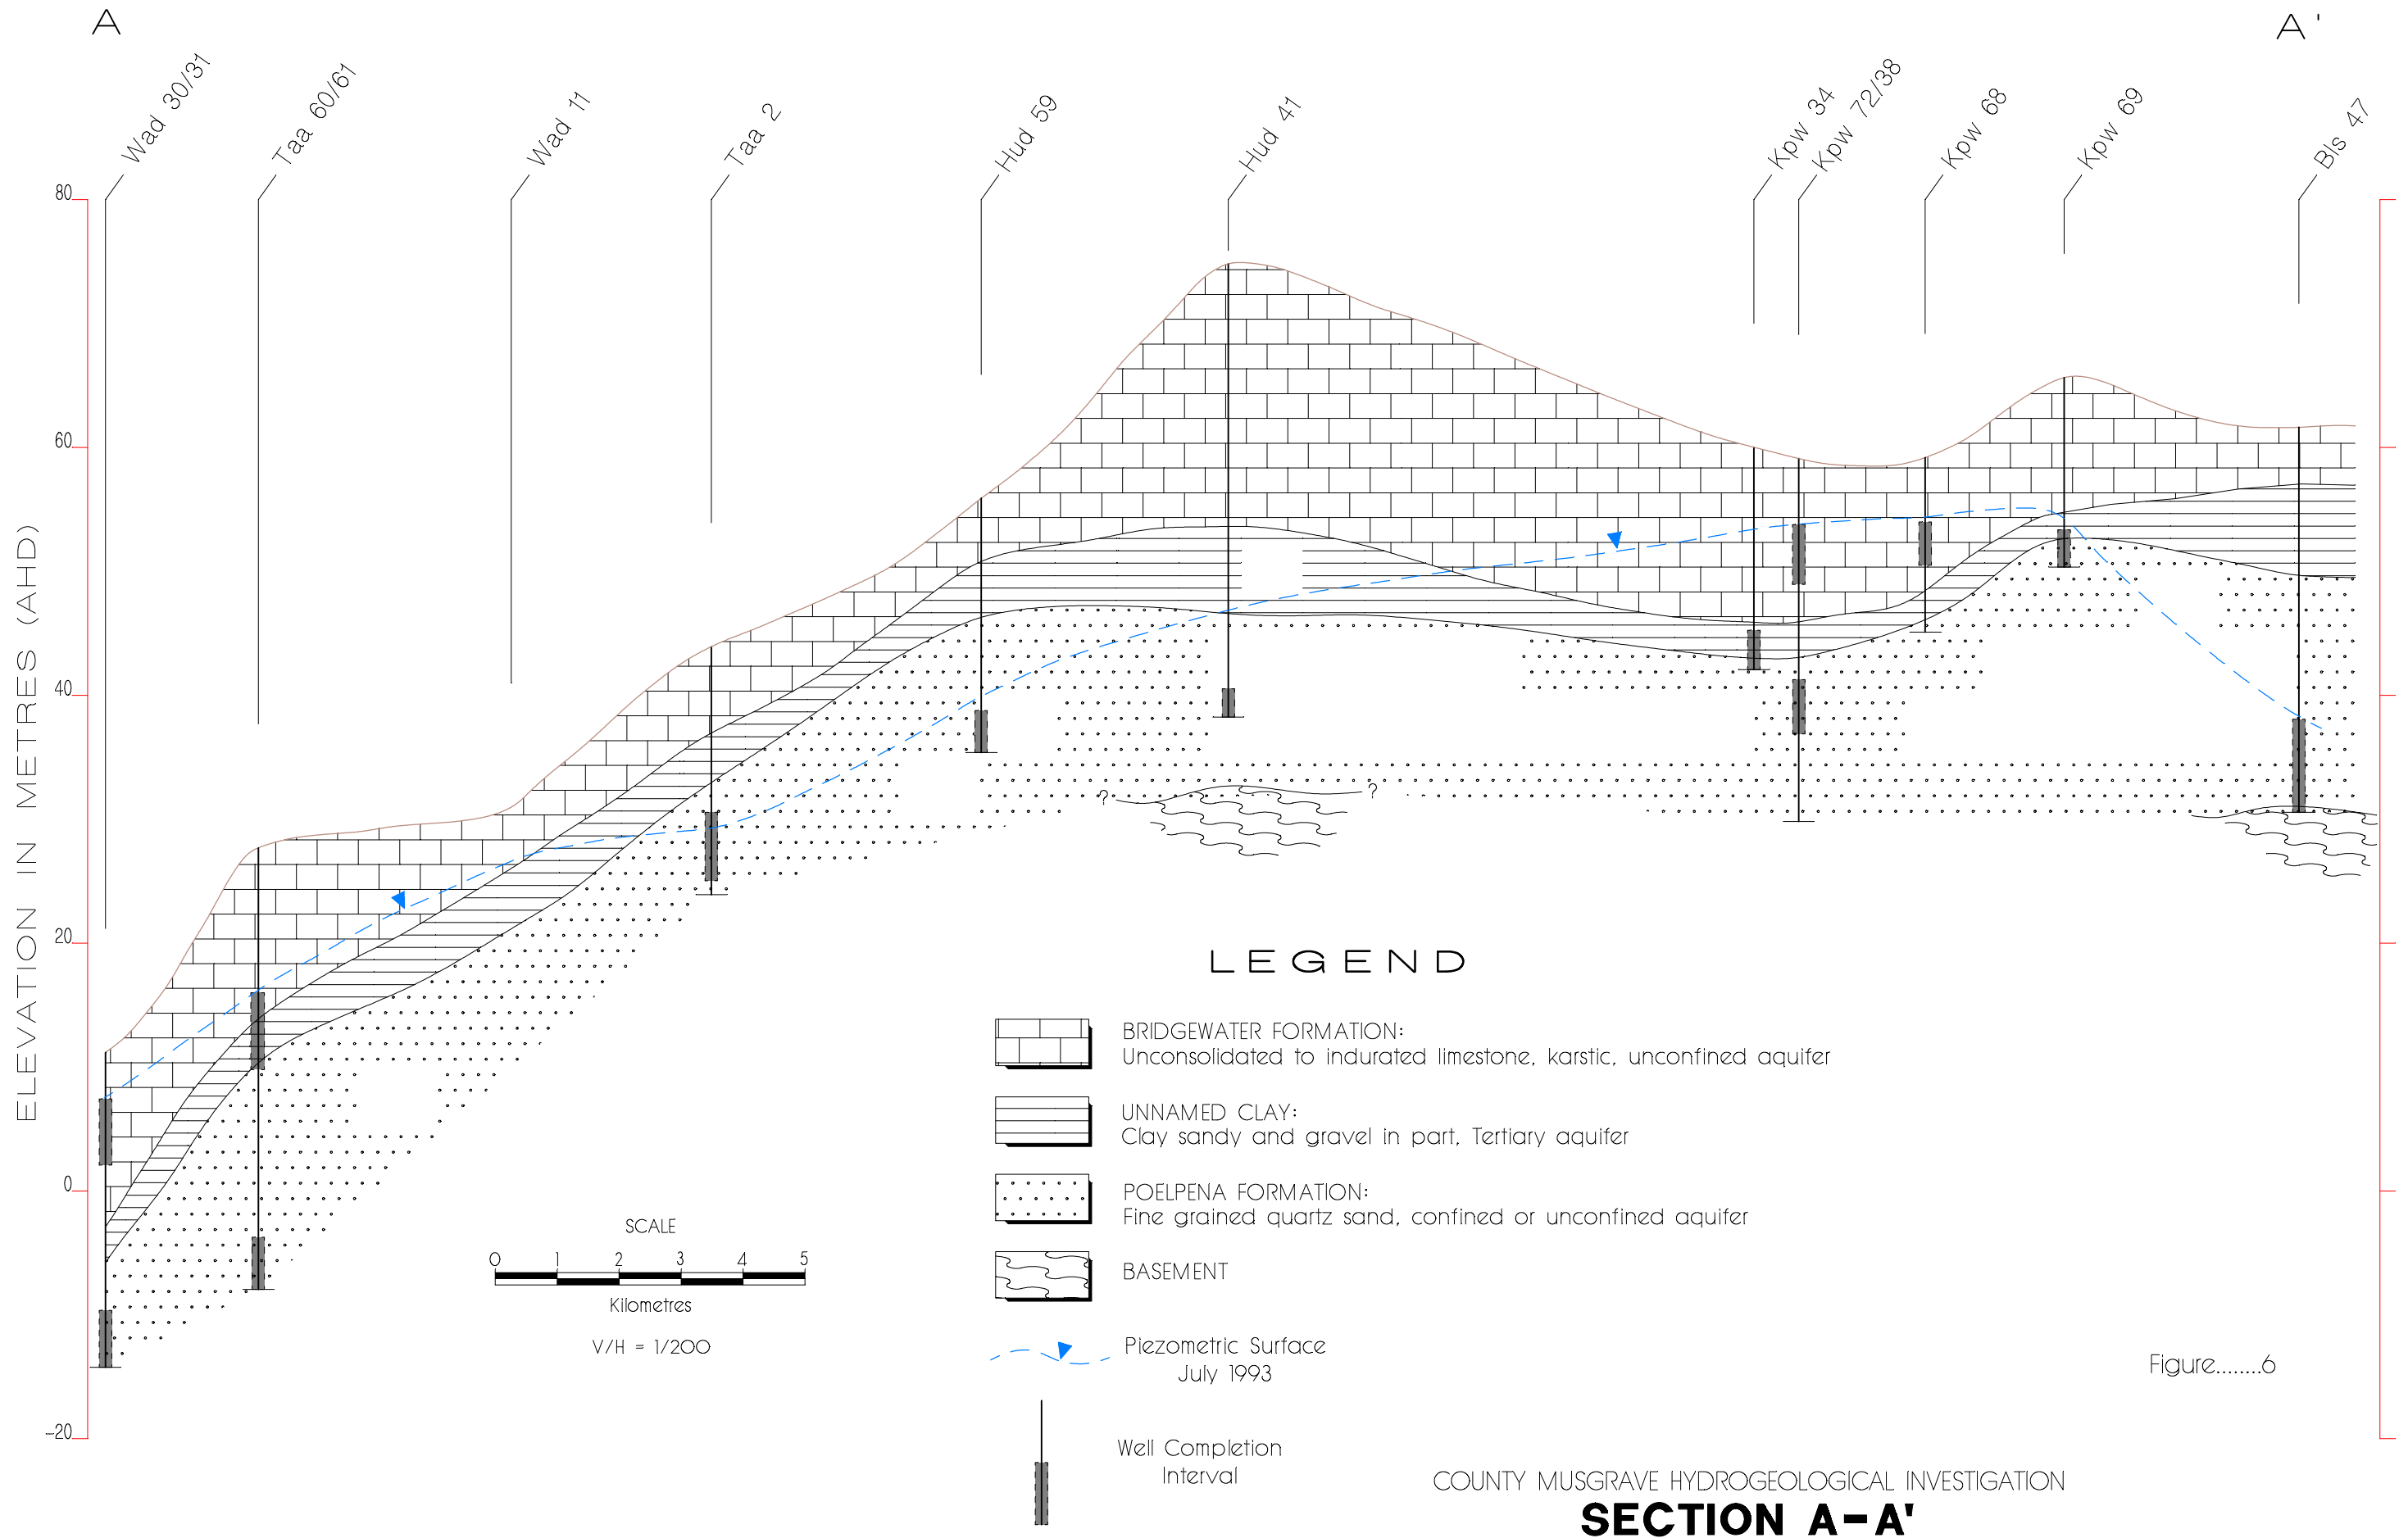 A
A'
Wad 30/31
Taa 60/61
Wad 11
Taa 2
Hud 59
Hud 41
Kpw 34
Kpw 72/38
Kpw 68
Kpw 69
Bls 47
80
60
40
20
0
-20
ELEVATION IN METRES (AHD)
?
?
LEGEND
BRIDGEWATER FORMATION:
Unconsolidated to indurated limestone, karstic, unconfined aquifer
UNNAMED CLAY:
Clay sandy and gravel in part, Tertiary aquifer
POELPENA FORMATION:
Fine grained quartz sand, confined or unconfined aquifer
BASEMENT
Piezometric Surface
July 1993
Well Completion
Interval
SCALE
0 1 2 3 4 5
Kilometres
V/H = 1/200
Figure........6
COUNTY MUSGRAVE HYDROGEOLOGICAL INVESTIGATION
SECTION A-A'